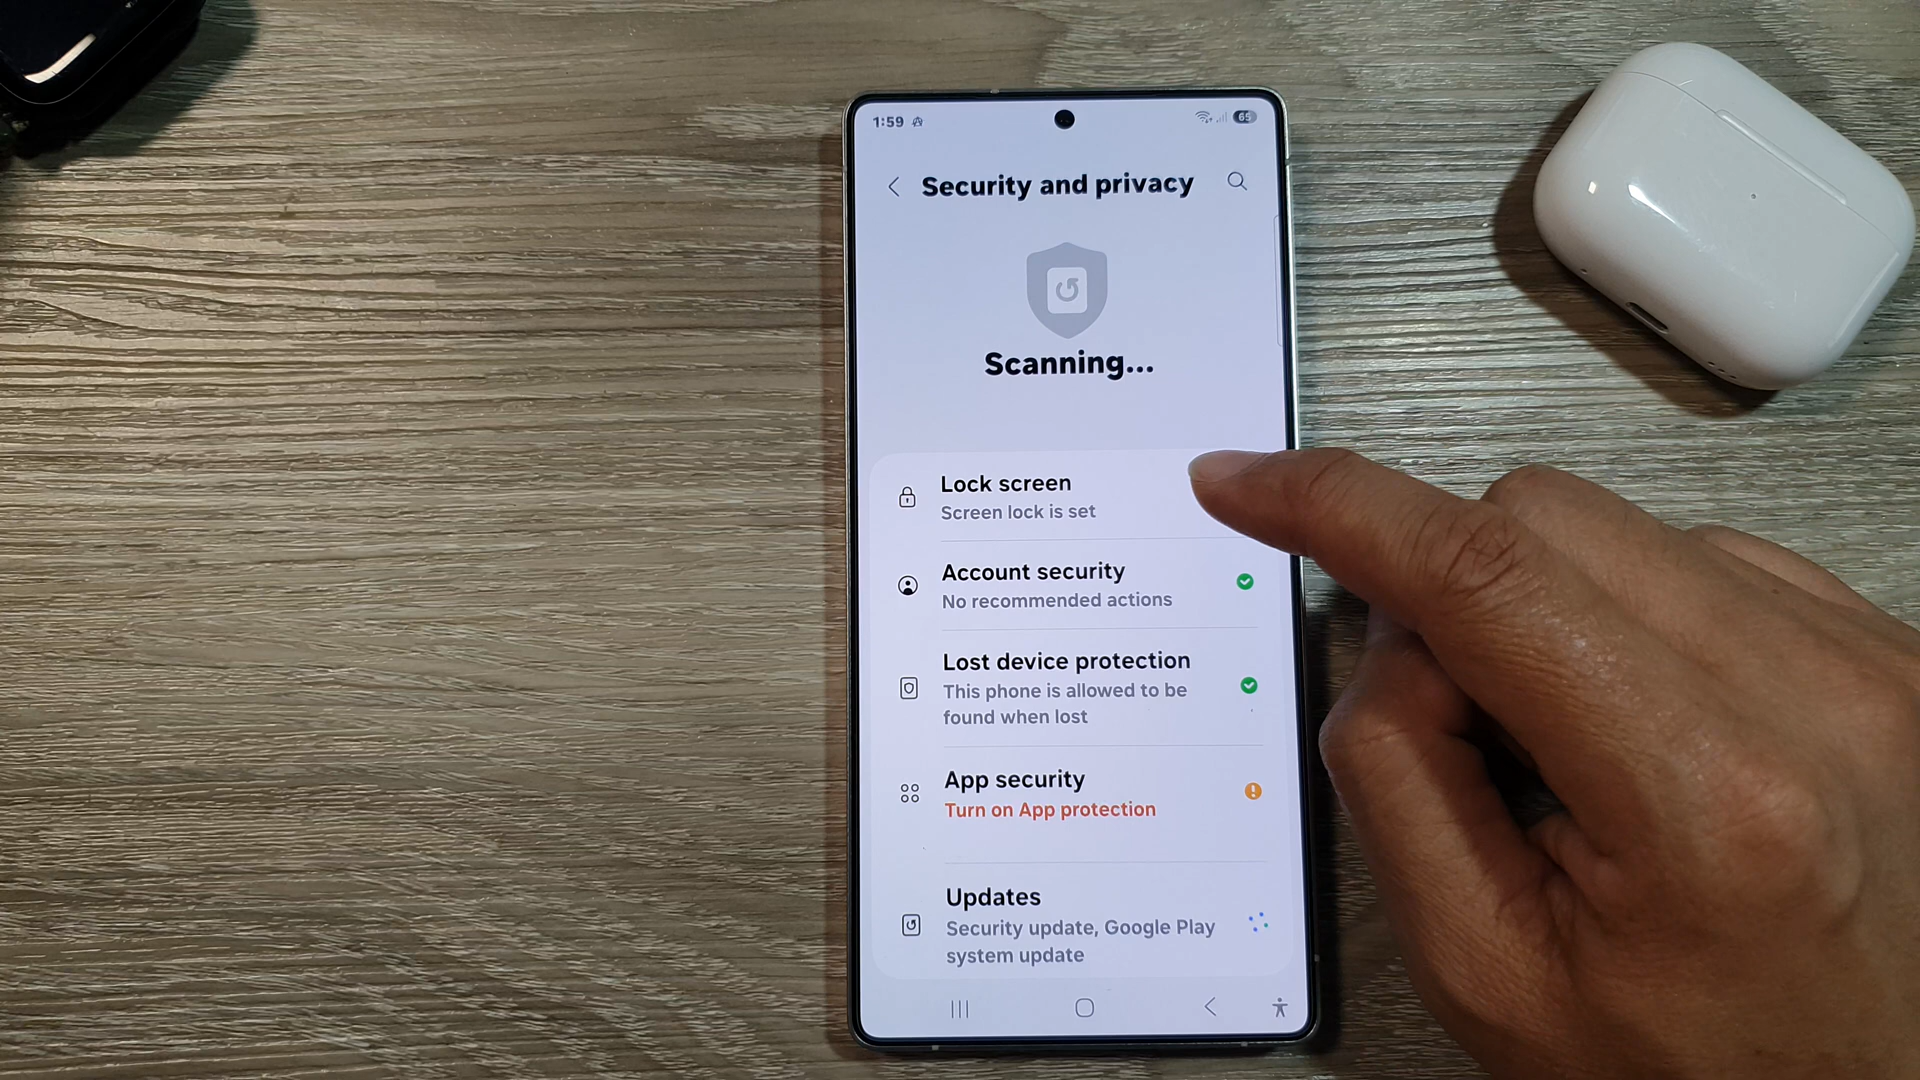 1:59
65
Security and privacy
Scanning...
Lock screen
Screen lock is set
Account security
No recommended actions
Lost device protection
This phone is allowed to be
found when lost
App security
Turn on App protection
Updates
Security update, Google Play
system update